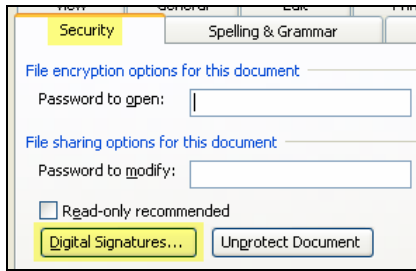 Security Spelling & Grammar
File encryption options for this document
Password to open:
File sharing options for this document
Password to modify:
Read-only recommended
Digital Signatures... Unprotect Document